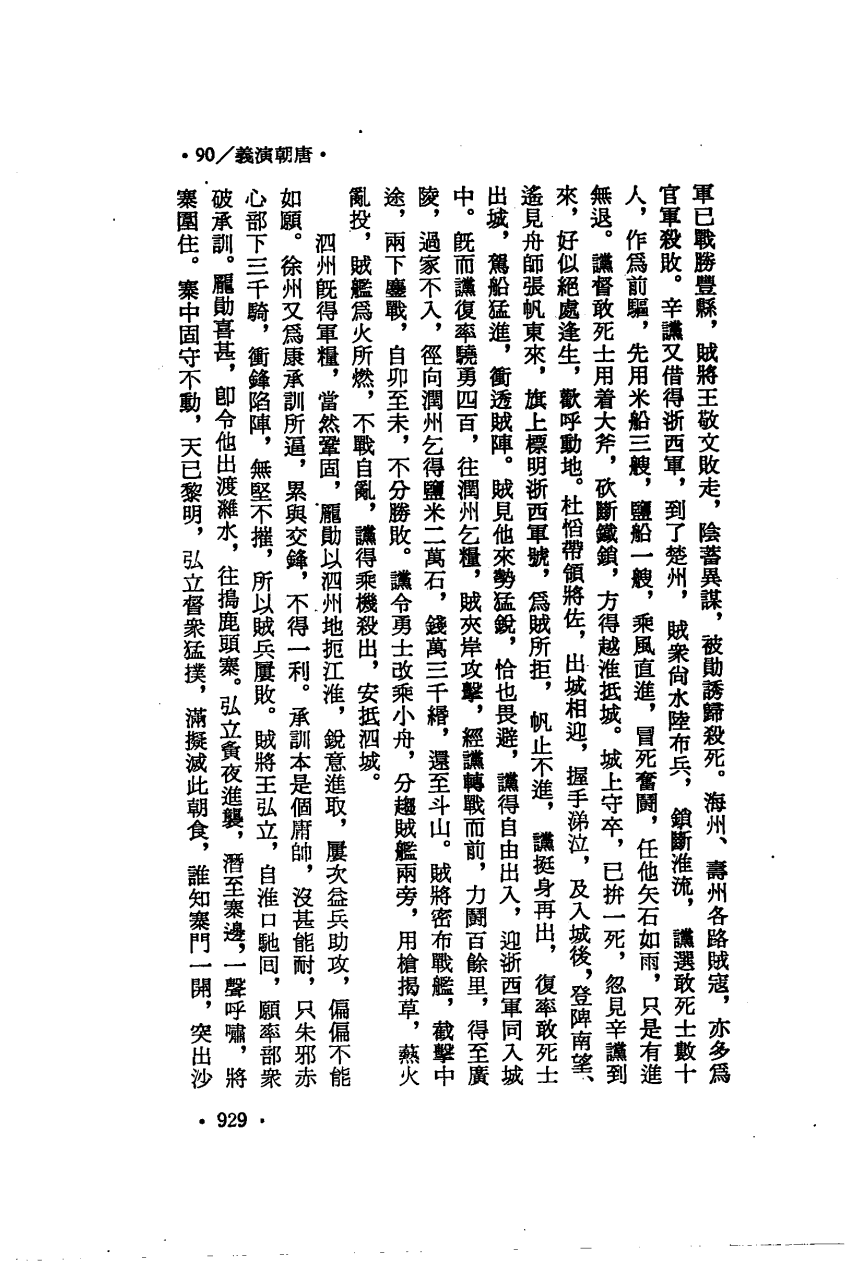 •90/義演朝唐•
軍已戰勝豐縣，賊將王敬文敗走，陰蓄異謀，被勛誘歸殺死。海州、壽州各路賊寇，亦多爲
官軍殺敗。辛讜又借得浙西軍，到了楚州，賊衆尙水陸布兵，鎖斷淮流，讜選敢死士數十
人，作爲前驅，先用米船三艘，鹽船一艘，乘風直進，冒死奮鬭，任他矢石如雨，只是有進
無退。讜督敢死士用着大斧，砍斷鐵鎖，方得越淮抵城。城上守卒，已拚一死，忽見辛讜到
來，好似絕處逢生，歡呼動地。杜慆帶領將佐，出城相迎，握手涕泣，及入城後，登陴南望、
遙見舟師張帆東來，旗上標明浙西軍號，爲賊所拒，帆止不進，讜挺身再出，復率敢死士
出城，駕船猛進，衝透賊陣。賊見他來勢猛銳，恰也畏避，讜得自由出入，迎浙西軍同入城
中。旣而讜復率驍勇四百，往潤州乞糧，賊夾岸攻擊，經讜轉戰而前，力鬭百餘里，得至廣
陵，過家不入，徑向潤州乞得鹽米二萬石，錢萬三千緡，還至斗山。賊將密布戰艦，截擊中
途，兩下鏖戰，自卯至未，不分勝敗。讜令勇士改乘小舟，分趨賊艦兩旁，用槍揭草，爇火
亂投，賊艦爲火所燃，不戰自亂，讜得乘機殺出，安抵泗城。
泗州旣得軍糧，當然鞏固，龐勛以泗州地扼江淮，銳意進取，屢次益兵助攻，偏偏不能
如願。徐州又爲康承訓所逼，累與交鋒，不得一利。承訓本是個庸帥，沒甚能耐，只朱邪赤
心部下三千騎，衝鋒陷陣，無堅不摧，所以賊兵屢敗。賊將王弘立，自淮口馳回，願率部衆
破承訓。龐勛喜甚，卽令他出渡濉水，往搗鹿頭寨。弘立夤夜進襲，潛至寨邊，一聲呼嘯，將
寨圍住。寨中固守不動，天已黎明，弘立督衆猛撲，滿擬滅此朝食，誰知寨門一開，突出沙
•929•